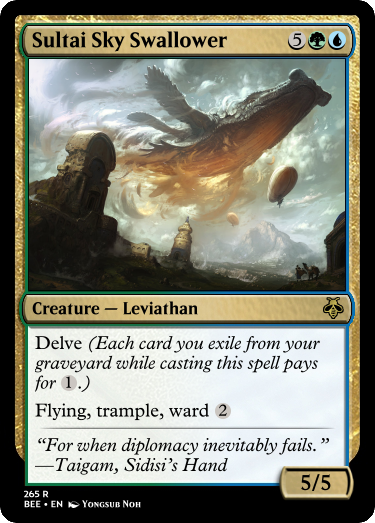 Sultai Sky Swallower 5
Creature — Leviathan
Delve (Each card you exile from your
graveyard while casting this spell pays
for 1.)
Flying, trample, ward 2
“For when diplomacy inevitably fails.”
—Taigam, Sidisi’s Hand
5/5
265 R
BEE • EN Yongsub Noh